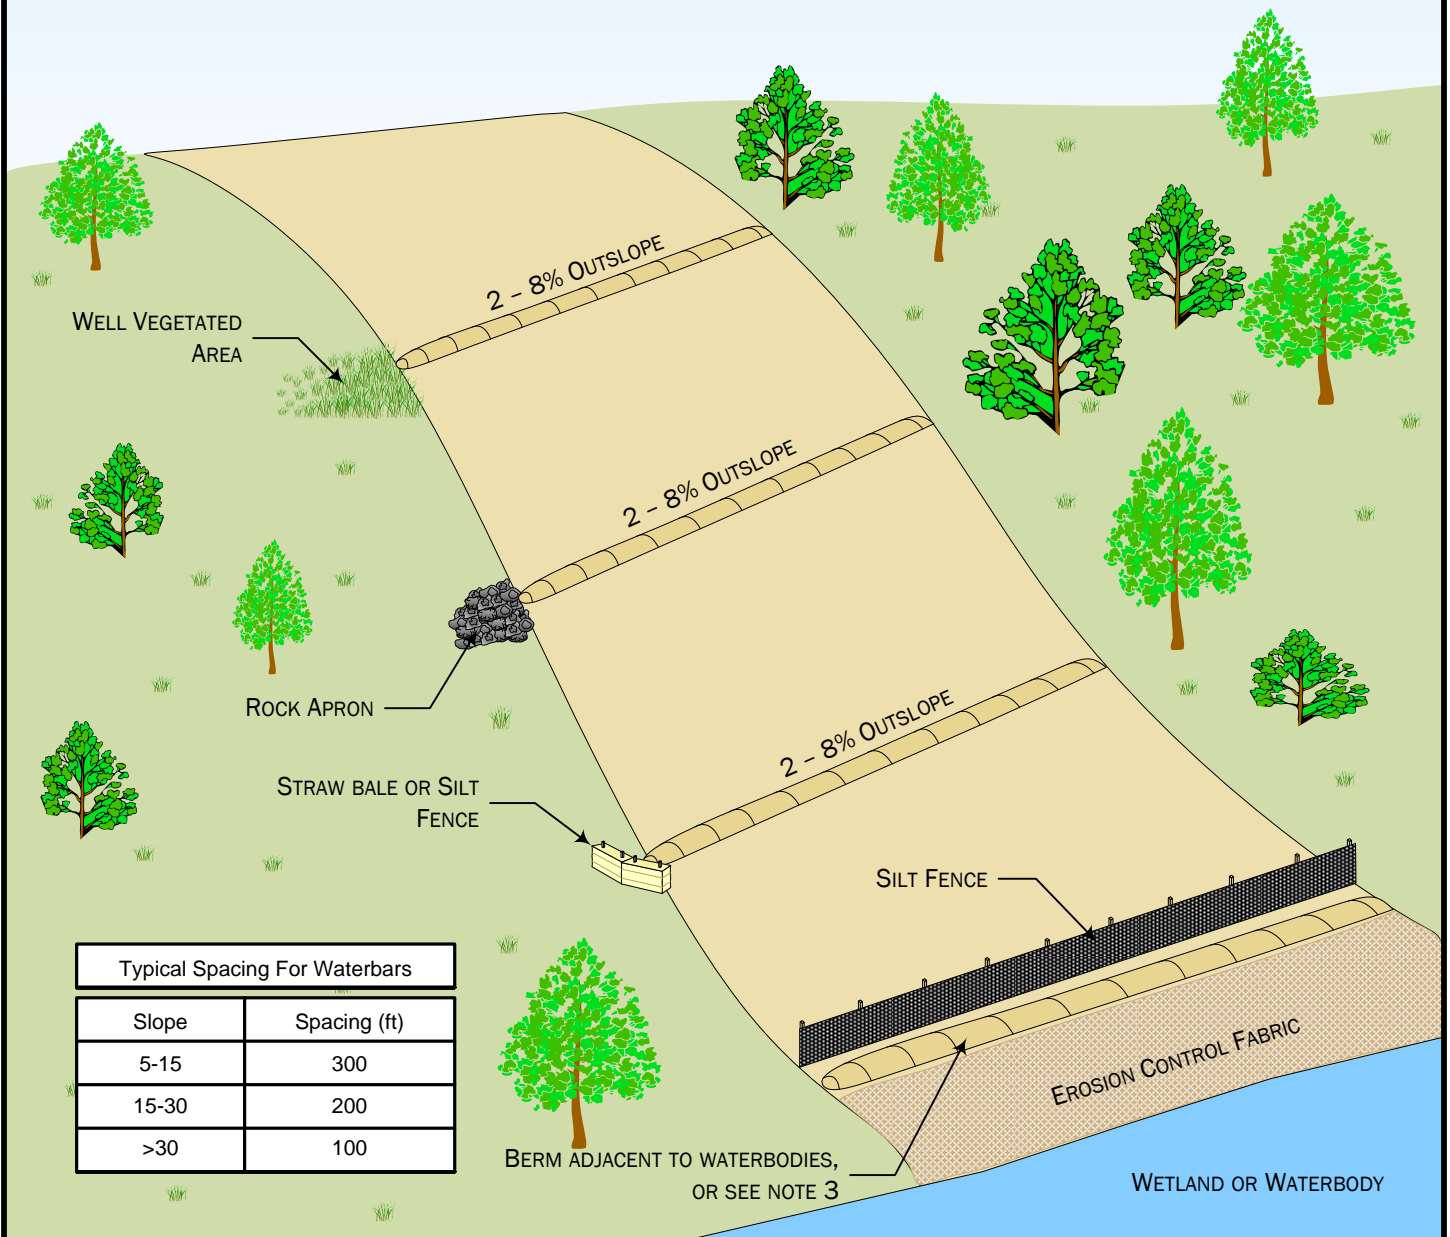 2 - 8% OUTSLOPE
WELL VEGETATED
AREA
2 - 8% OUTSLOPE
ROCK APRON
2 - 8% OUTSLOPE
STRAW BALE OR SILT
FENCE
SILT FENCE
Typical Spacing For Waterbars
Slope Spacing (ft)
5-15 300
15-30 200
>30 100
EROSION CONTROL FABRIC
BERM ADJACENT TO WATERBODIES,
OR SEE NOTE 3
WETLAND OR WATERBODY